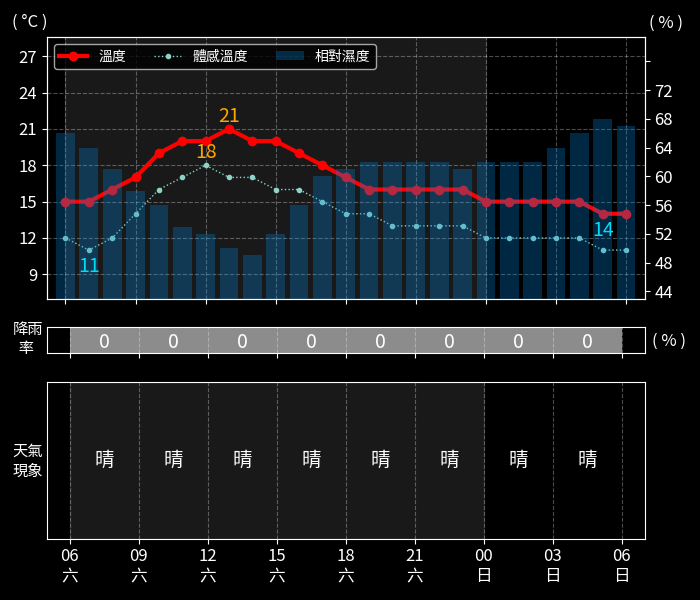 ( °C )
( % )
溫度
體感溫度
相對濕度
27
24
21
18
15
12
9
72
68
64
60
56
52
48
44
21
18
11
14
降雨
率
0 0 0 0 0 0 0 0
( % )
天氣
現象
晴 晴 晴 晴 晴 晴 晴 晴
06 09 12 15 18 21 00 03 06
六 六 六 六 六 六 日 日 日